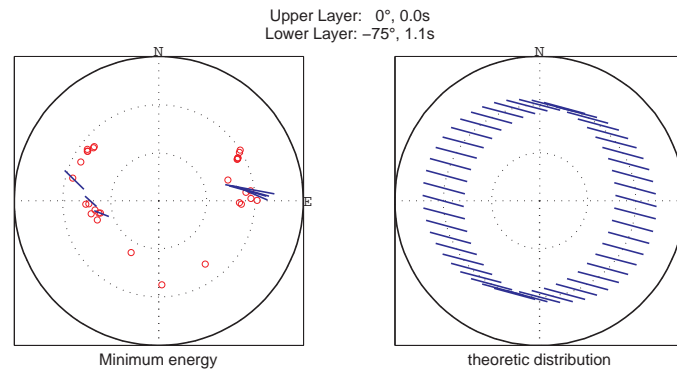 Upper Layer: 0°, 0.0s
Lower Layer: −75°, 1.1s
N
N
E
Minimum energy
theoretic distribution